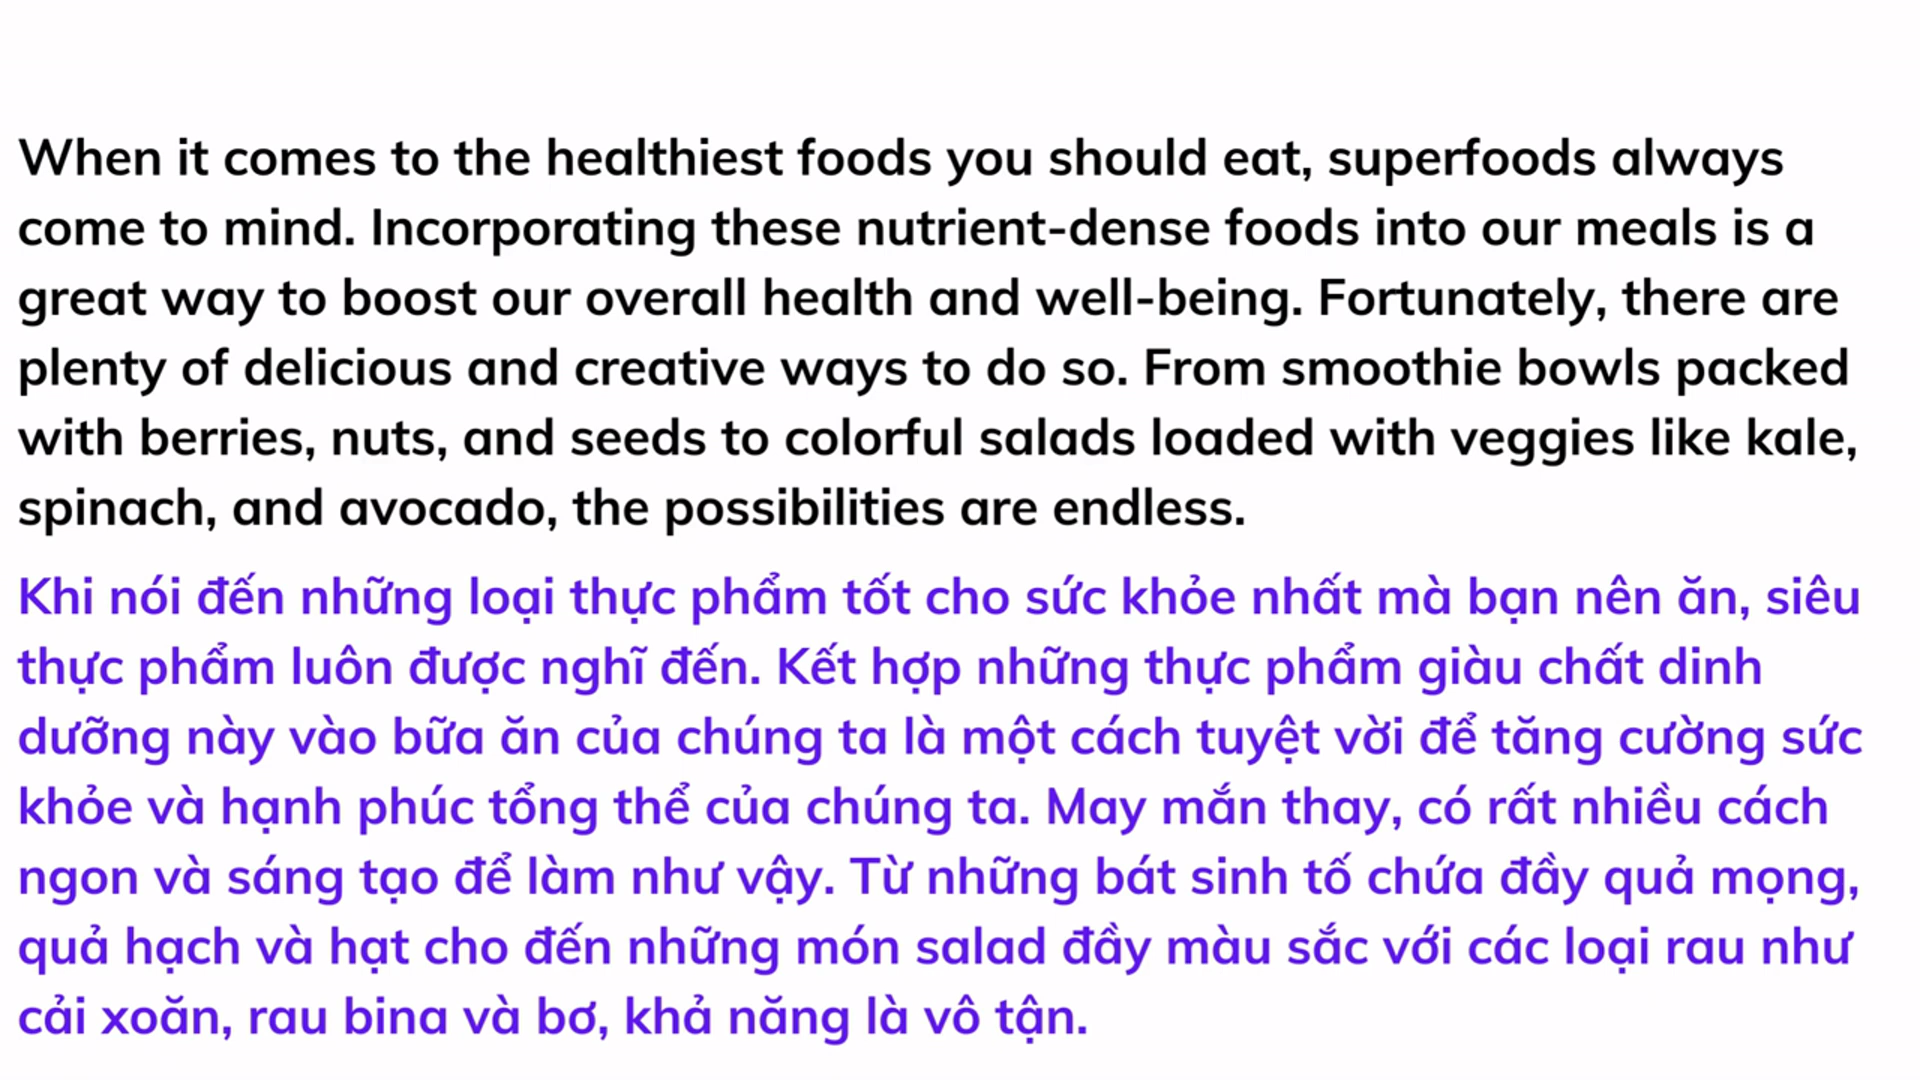 When it comes to the healthiest foods you should eat, superfoods always
come to mind. Incorporating these nutrient-dense foods into our meals is a
great way to boost our overall health and well-being. Fortunately, there are
plenty of delicious and creative ways to do so. From smoothie bowls packed
with berries, nuts, and seeds to colorful salads loaded with veggies like kale,
spinach, and avocado, the possibilities are endless.
Khi nói đến những loại thực phẩm tốt cho sức khỏe nhất mà bạn nên ăn, siêu
thực phẩm luôn được nghĩ đến. Kết hợp những thực phẩm giàu chất dinh
dưỡng này vào bữa ăn của chúng ta là một cách tuyệt vời để tăng cường sức
khỏe và hạnh phúc tổng thể của chúng ta. May mắn thay, có rất nhiều cách
ngon và sáng tạo để làm như vậy. Từ những bát sinh tố chứa đầy quả mọng,
quả hạch và hạt cho đến những món salad đầy màu sắc với các loại rau như
cải xoăn, rau bina và bơ, khả năng là vô tận.